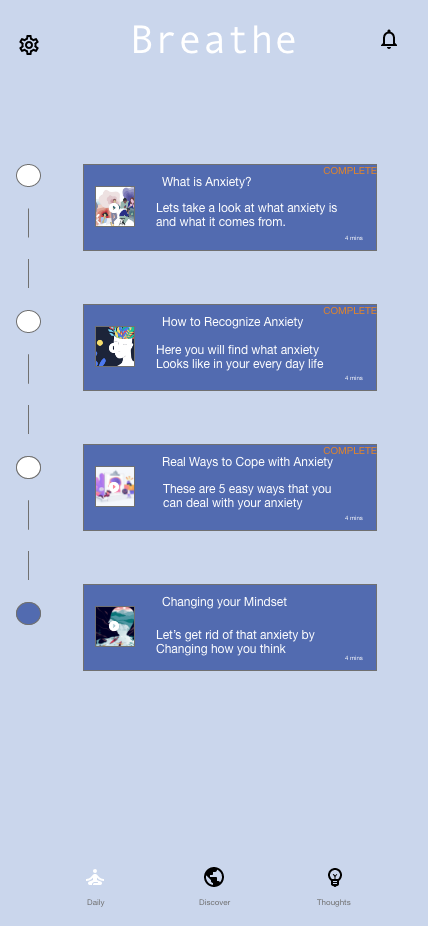 Breathe
COMPLETE
What is Anxiety?
Lets take a look at what anxiety is
and what it comes from.
4 mins
COMPLETE
How to Recognize Anxiety
Here you will find what anxiety
Looks like in your every day life
4 mins
COMPLETE
Real Ways to Cope with Anxiety
These are 5 easy ways that you
can deal with your anxiety
4 mins
Changing your Mindset
Let's get rid of that anxiety by
Changing how you think
4 mins
Daily
Discover
Thoughts